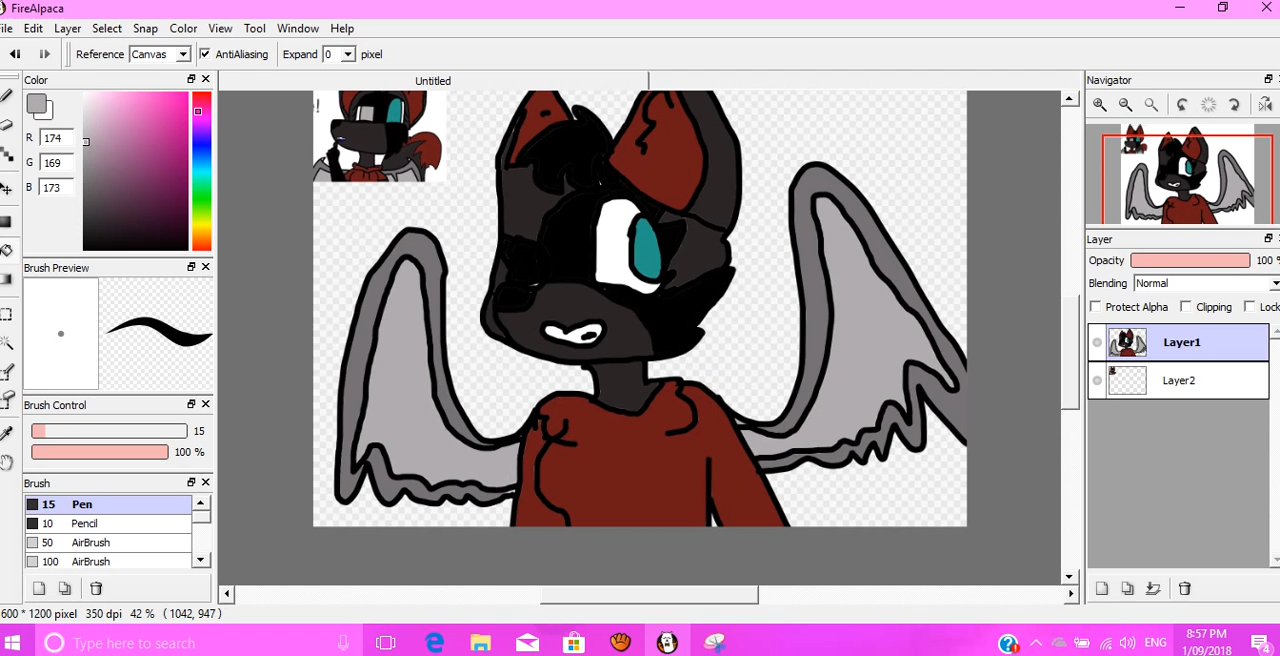 FireAlpaca
File Edit Layer Select Snap Color View Tool Window Help
Reference Canvas AntiAliasing Expand 0 pixel
Color Untitled Navigator
R 174
G 169
B 173
!
Brush Preview
Layer
Opacity 100 %
Blending Normal
Protect Alpha Clipping Lock
Layer1
Layer2
Brush Control
15
100 %
Brush
15 Pen
10 Pencil
50 AirBrush
100 AirBrush
600 * 1200 pixel 350 dpi 42 % ( 1042, 947 )
Type here to search
ENG
8:57 PM
1/09/2018
4